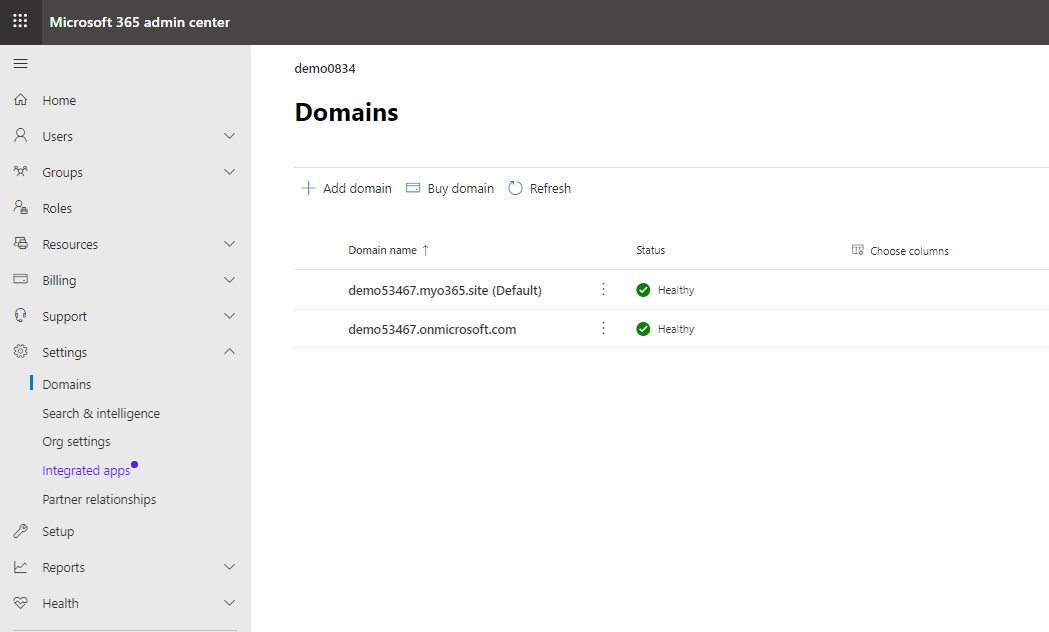 Microsoft 365 admin center
Home
Users
Groups
Roles
Resources
Billing
Support
Settings
Domains
Search & intelligence
Org settings
Integrated apps
Partner relationships
Setup
Reports
Health
demo0834
Domains
Add domain Buy domain Refresh
Domain name ↑ Status Choose columns
demo53467.myo365.site (Default) Healthy
demo53467.onmicrosoft.com Healthy